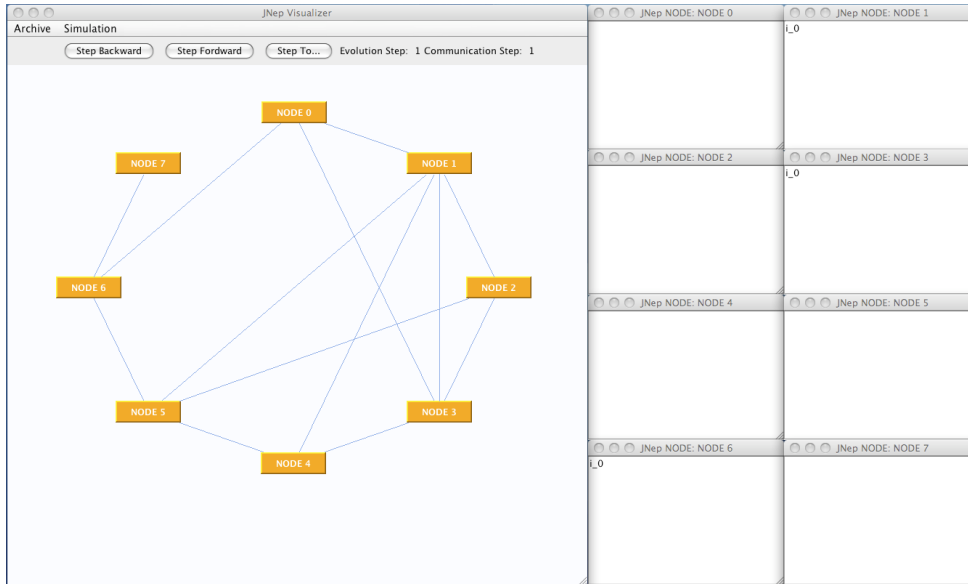 JNep Visualizer
Archive Simulation
Step Backward Step Fordward Step To... Evolution Step: 1 Communication Step: 1
NODE 0
NODE 7
NODE 1
NODE 6
NODE 2
NODE 5
NODE 3
NODE 4
JNep NODE: NODE 0
JNep NODE: NODE 1
i_0
JNep NODE: NODE 2
JNep NODE: NODE 3
i_0
JNep NODE: NODE 4
JNep NODE: NODE 5
JNep NODE: NODE 6
i_0
JNep NODE: NODE 7